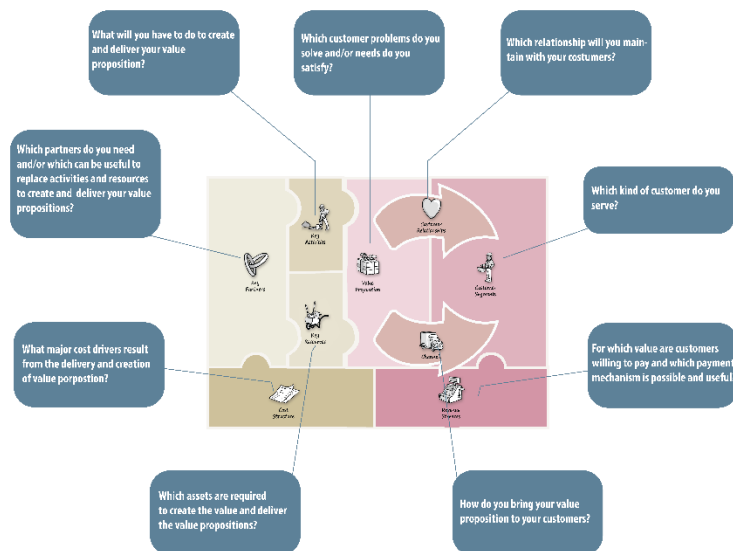 What will you have to do to create
and deliver your value
proposition?
Which customer problems do you
solve and/or needs do you
satisfy?
Which relationship will you main-
tain with your costumers?
Which partners do you need
and/or which can be useful to
replace activities and resources
to create and deliver your value
propositions?
Which kind of customer do you
serve?
Key
Activities
Customer
Relationships
Key
Partners
Value
Proposition
Customer
Segments
Key
Resources
Channels
What major cost drivers result
from the delivery and creation
of value porpostion?
For which value are customers
willing to pay and which payment
mechanism is possible and useful
Cost
Structure
Revenue
Streams
Which assets are required
to create the value and deliver
the value propositions?
How do you bring your value
proposition to your customers?